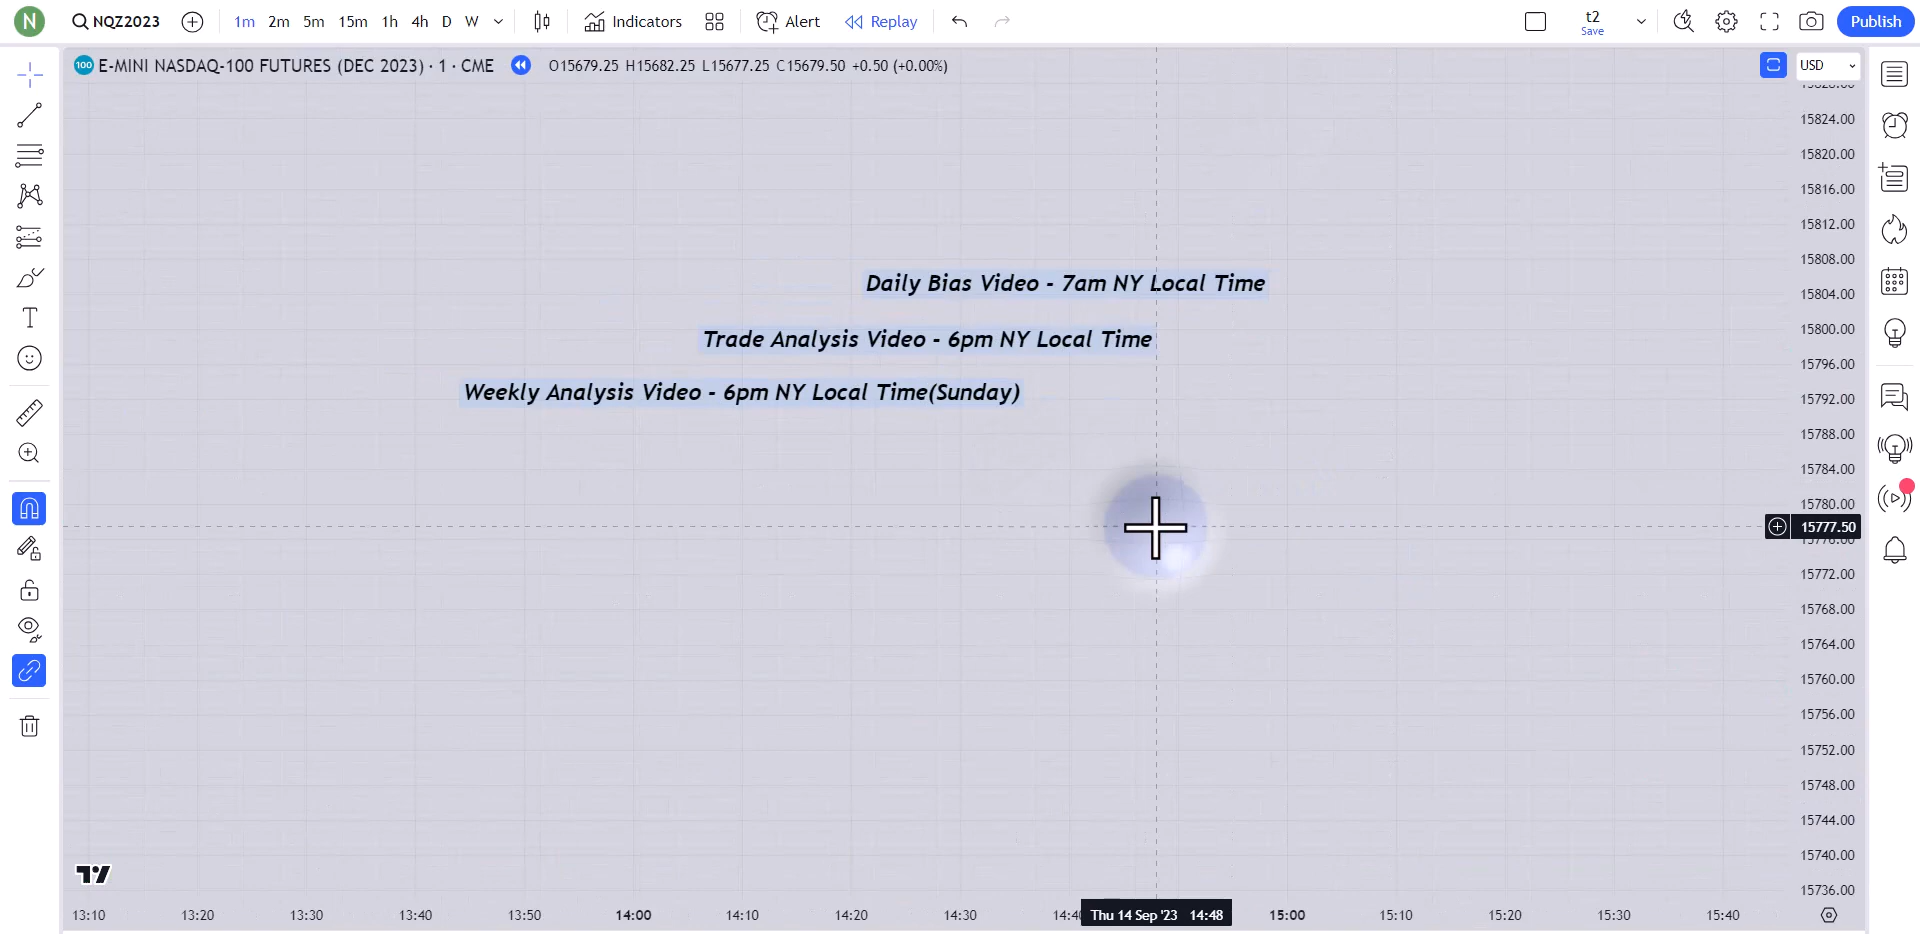 N
NQZ2023
1m 2m 5m 15m 1h 4h D W
Indicators
Alert
Replay
t2
Save
Publish
100 E-MINI NASDAQ-100 FUTURES (DEC 2023) · 1 · CME O15679.25 H15682.25 L15677.25 C15679.50 +0.50 (+0.00%)
USD
15828.00
15824.00
15820.00
15816.00
15812.00
15808.00
Daily Bias Video - 7am NY Local Time
15804.00
15800.00
Trade Analysis Video - 6pm NY Local Time
15796.00
Weekly Analysis Video - 6pm NY Local Time(Sunday)
15792.00
15788.00
15784.00
15780.00
15777.50
15776.00
15772.00
15768.00
15764.00
15760.00
15756.00
15752.00
15748.00
15744.00
15740.00
15736.00
13:10 13:20 13:30 13:40 13:50 14:00 14:10 14:20 14:30 14:40 Thu 14 Sep '23 14:48 15:00 15:10 15:20 15:30 15:40